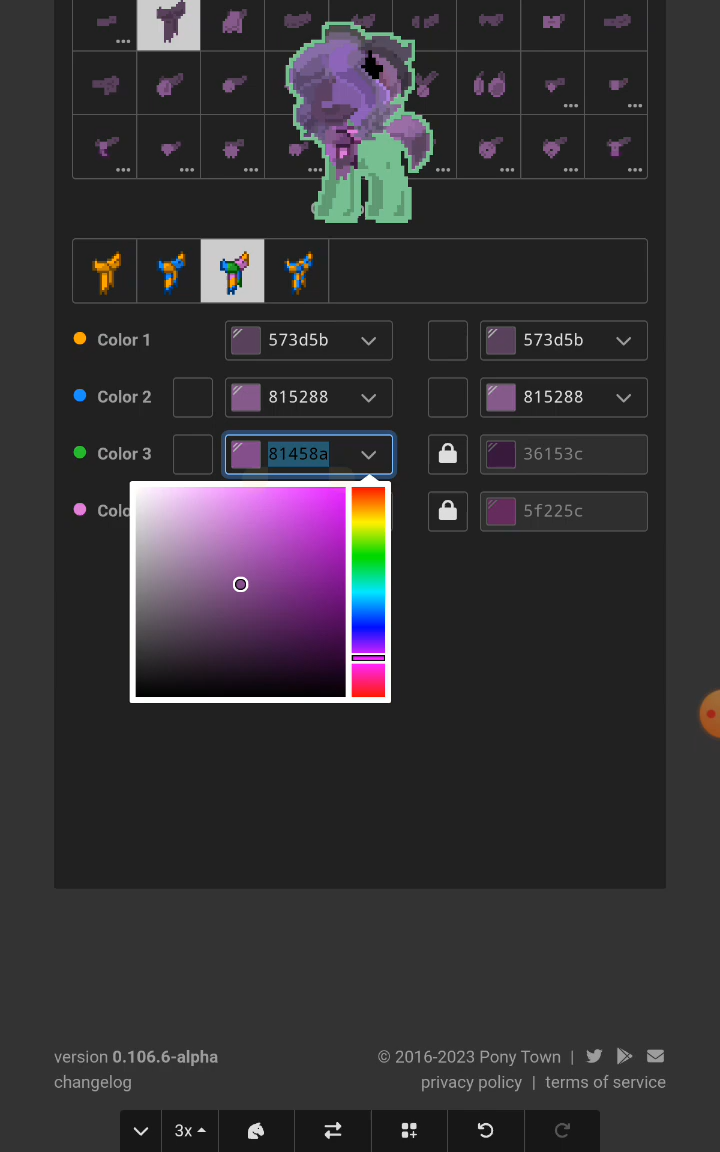 Color 1 573d5b 573d5b
Color 2 815288 815288
Color 3 81458a 36153c
Colo 5f225c
version 0.106.6-alpha © 2016-2023 Pony Town |
changelog privacy policy | terms of service
3x